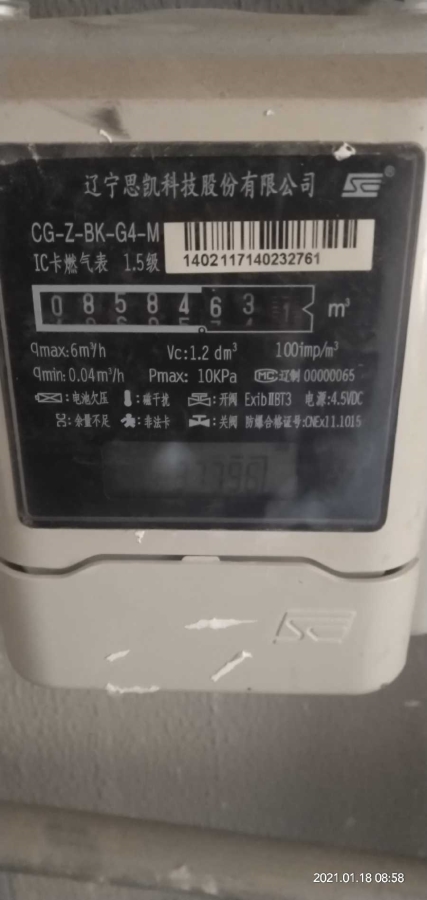 辽宁思凯科技股份有限公司
CG-Z-BK-G4-M
IC卡燃气表 1.5级
1402117140232761
0 8 5 8 4 6 3 1 m³
qmax:6m³/h Vc:1.2 dm³ 100imp/m³
qmin:0.04m³/h Pmax: 10KPa MC 辽制 00000065
:电池欠压 :磁干扰 :开阀 ExibⅡBT3 电源:4.5VDC
:余量不足 :非法卡 :关阀 防爆合格证号:CNEx11.1015
2021.01.18 08:58